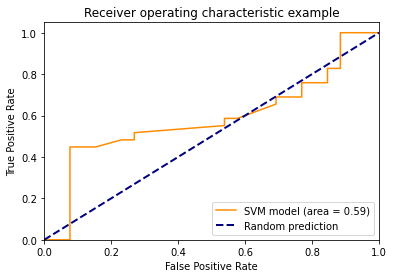 Receiver operating characteristic example
True Positive Rate
1.0
0.8
0.6
0.4
0.2
0.0
SVM model (area = 0.59)
Random prediction
0.0 0.2 0.4 0.6 0.8 1.0
False Positive Rate